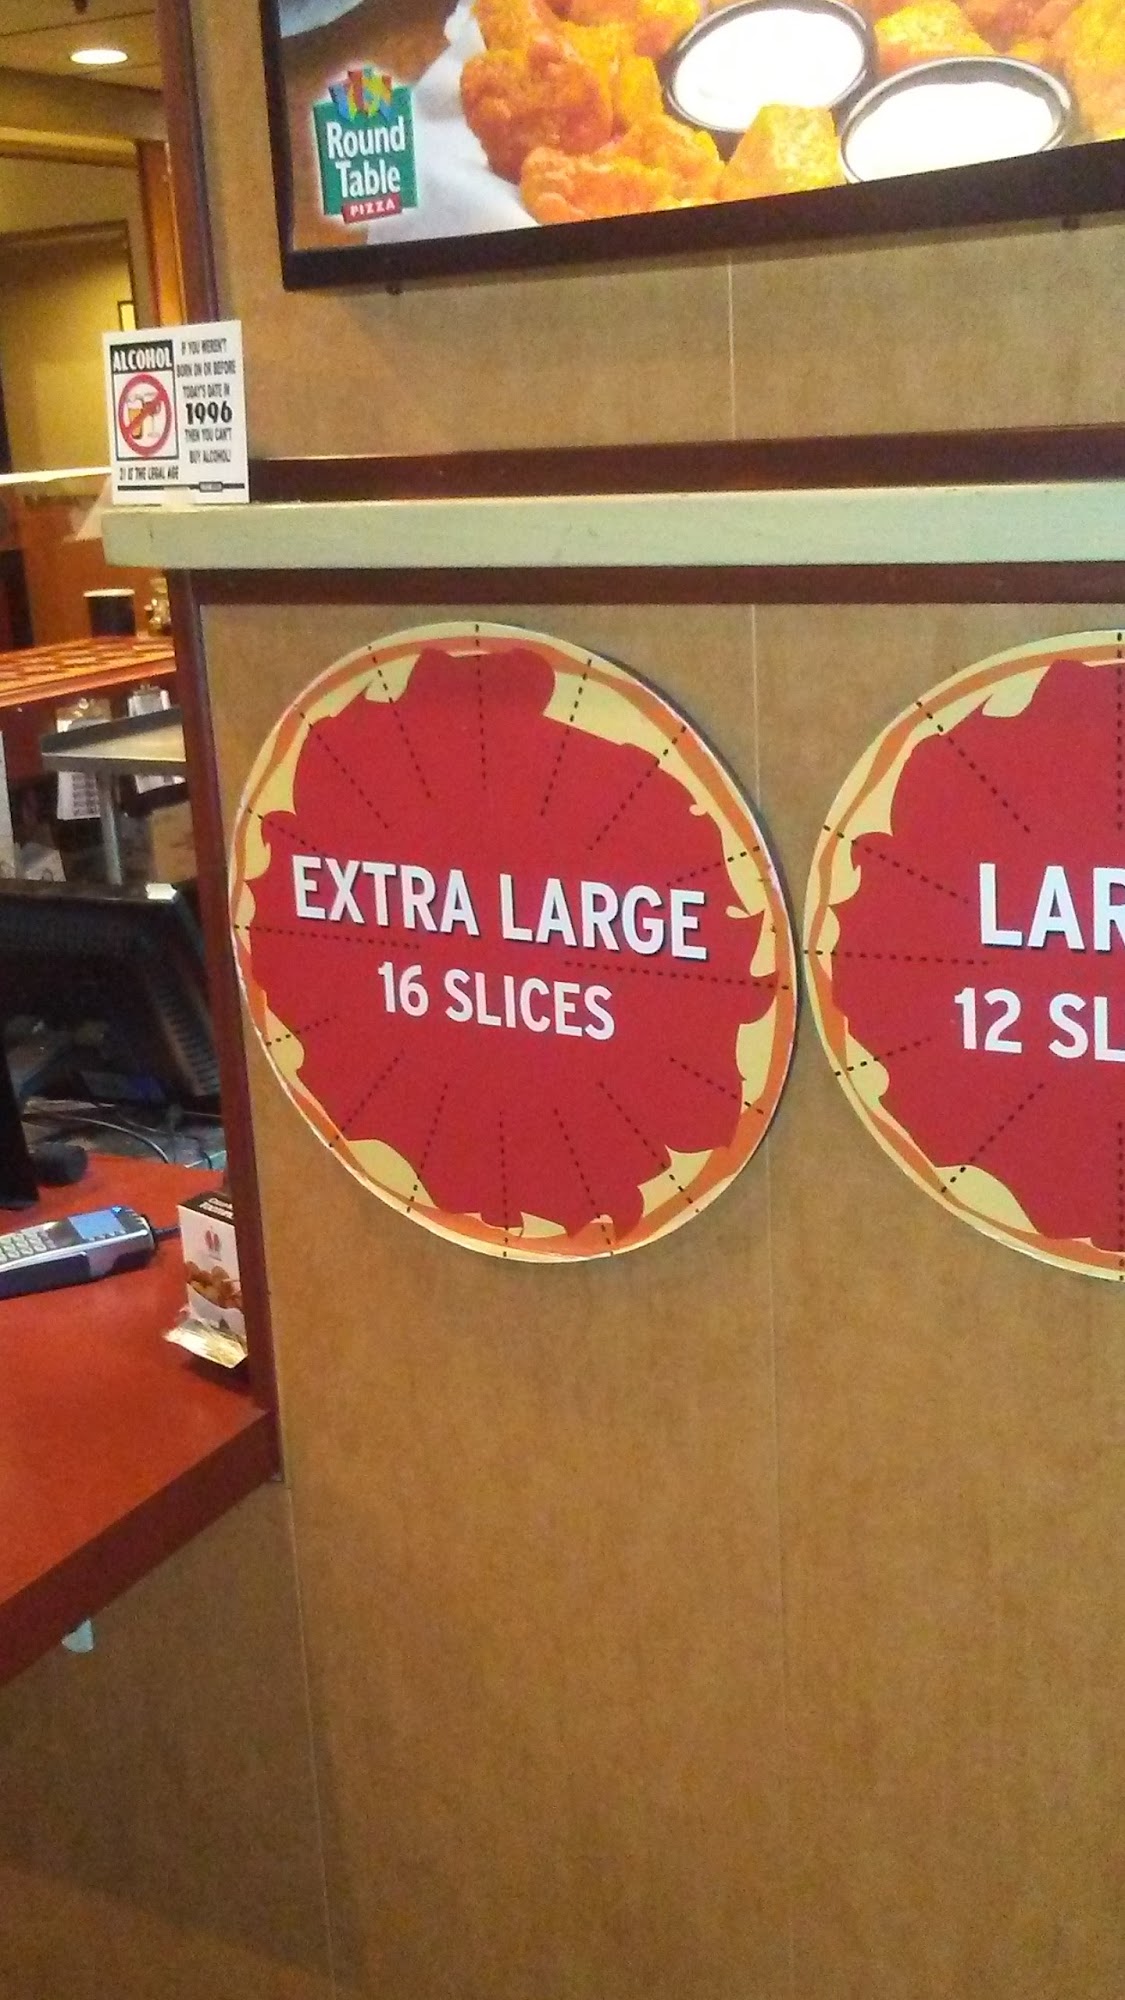 Round
Table
PIZZA
ALCOHOL
IF YOU WEREN'T
BORN ON OR BEFORE
TODAY'S DATE IN
1996
THEN YOU CAN'T
BUY ALCOHOL!
21 IS THE LEGAL AGE
EXTRA LARGE
16 SLICES
LAR
12 SL